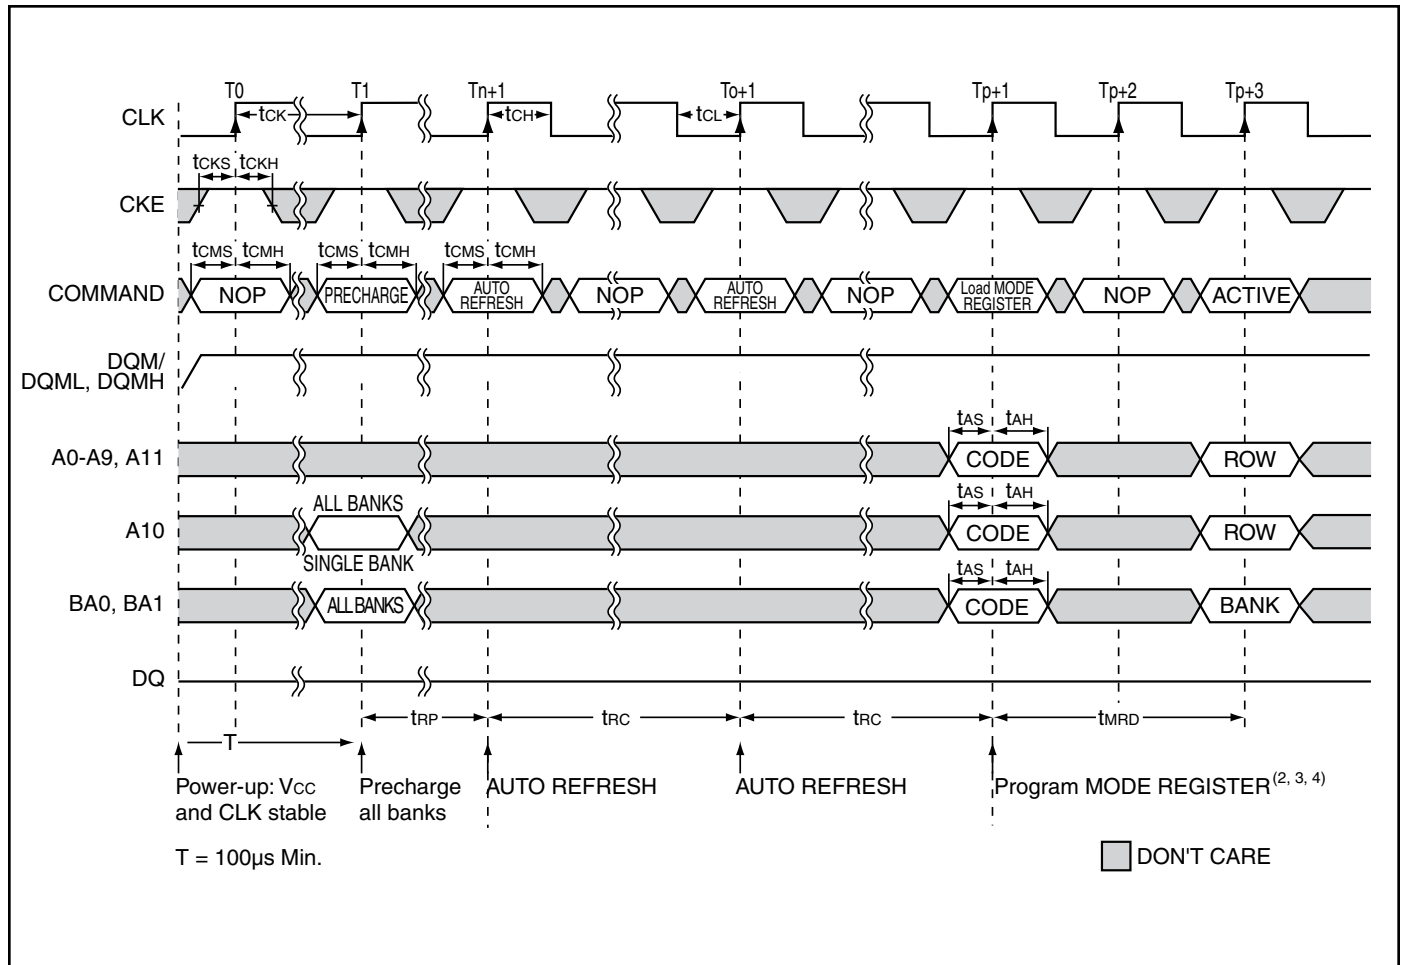 T0 T1 Tn+1 To+1 Tp+1 Tp+2 Tp+3
CLK tCK tCH tCL
tCKS tCKH
CKE
tCMS tCMH tCMS tCMH tCMS tCMH
COMMAND NOP PRECHARGE AUTO REFRESH NOP AUTO REFRESH NOP Load MODE REGISTER NOP ACTIVE
DQM/
DQML, DQMH
tAS tAH
A0-A9, A11 CODE ROW
ALL BANKS tAS tAH
A10 CODE ROW
SINGLE BANK tAS tAH
BA0, BA1 ALL BANKS CODE BANK
DQ
tRP tRC tRC tMRD
T
Power-up: VCC Precharge AUTO REFRESH AUTO REFRESH Program MODE REGISTER(2, 3, 4)
and CLK stable all banks
T = 100µs Min. DON'T CARE